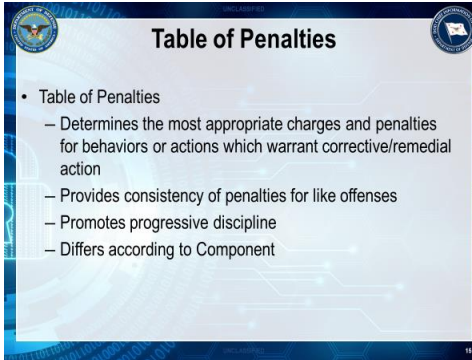 UNCLASSIFIED
Table of Penalties
• Table of Penalties
– Determines the most appropriate charges and penalties
for behaviors or actions which warrant corrective/remedial
action
– Provides consistency of penalties for like offenses
– Promotes progressive discipline
– Differs according to Component
UNCLASSIFIED